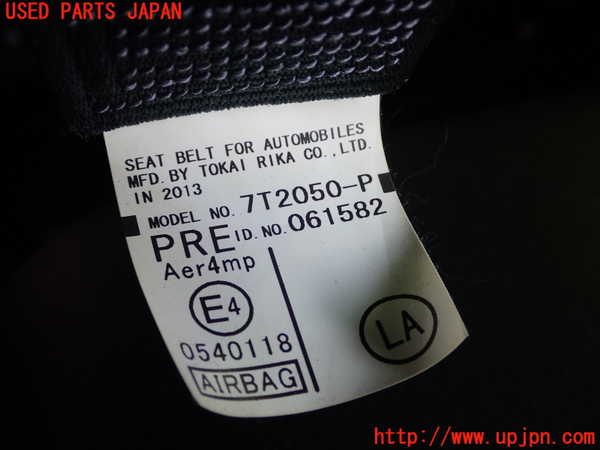 USED PARTS JAPAN
SEAT BELT FOR AUTOMOBILES
MFD. BY TOKAI RIKA CO.,LTD.
IN 2013
MODEL NO. 7T2050-P
PRE ID.NO.061582
Aer4mp
E4
0540118
AIRBAG
LA
http://www.upjpn.com/